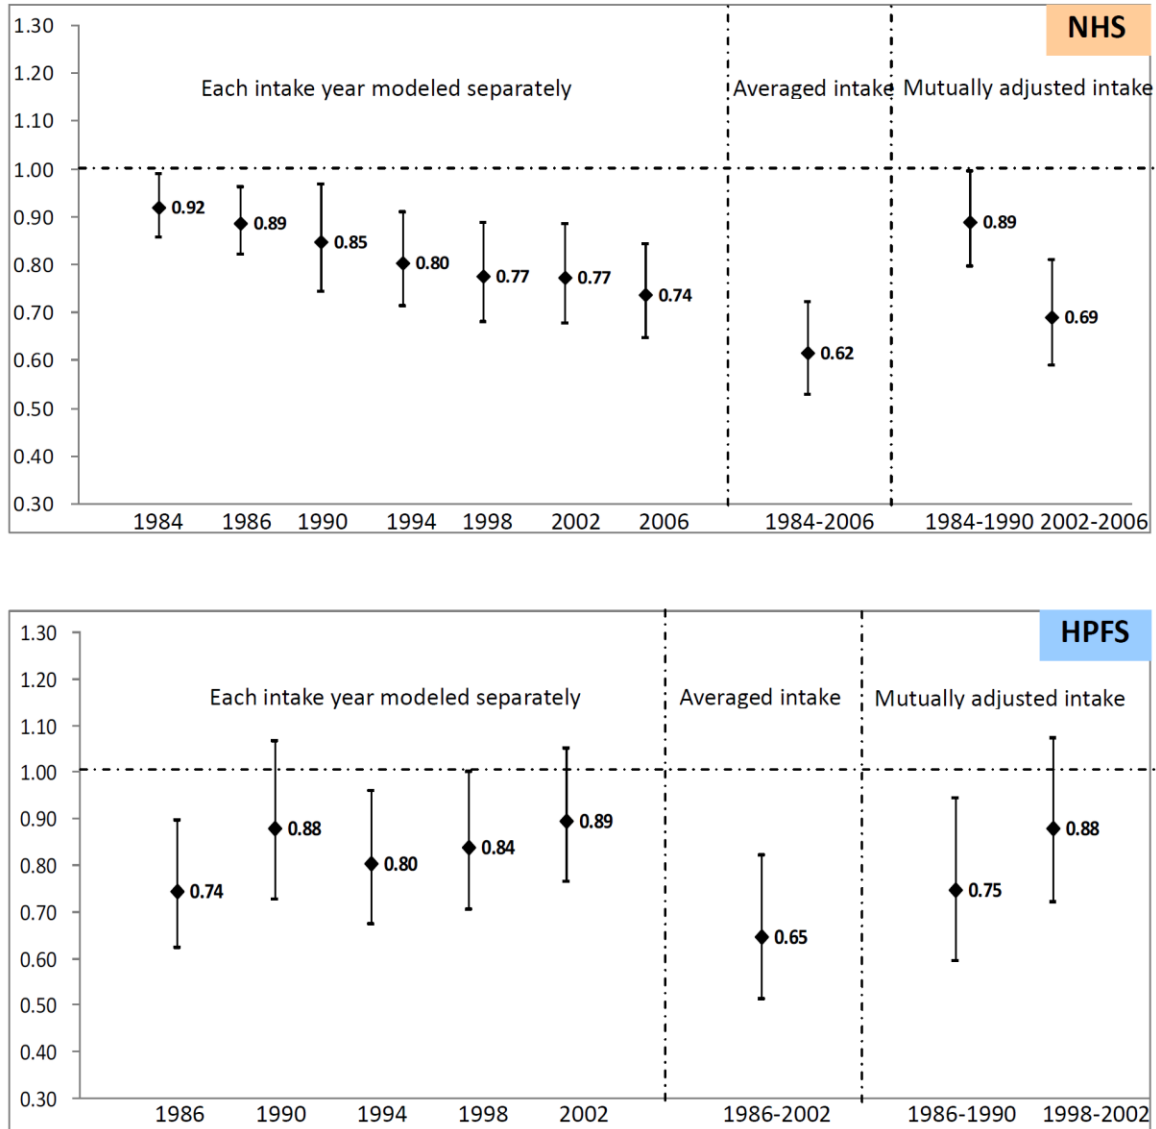 NHS
1.30
1.20
Each intake year modeled separately Averaged intake Mutually adjusted intake
1.10
1.00
0.92 0.89 0.85 0.80 0.77 0.77 0.74 0.62 0.89 0.69
0.90
0.80
0.70
0.60
0.50
0.40
0.30
1984 1986 1990 1994 1998 2002 2006 1984-2006 1984-1990 2002-2006
HPFS
1.30
1.20
Each intake year modeled separately Averaged intake Mutually adjusted intake
1.10
1.00
0.90
0.74 0.88 0.80 0.84 0.89 0.65 0.75 0.88
0.80
0.70
0.60
0.50
0.40
0.30
1986 1990 1994 1998 2002 1986-2002 1986-1990 1998-2002